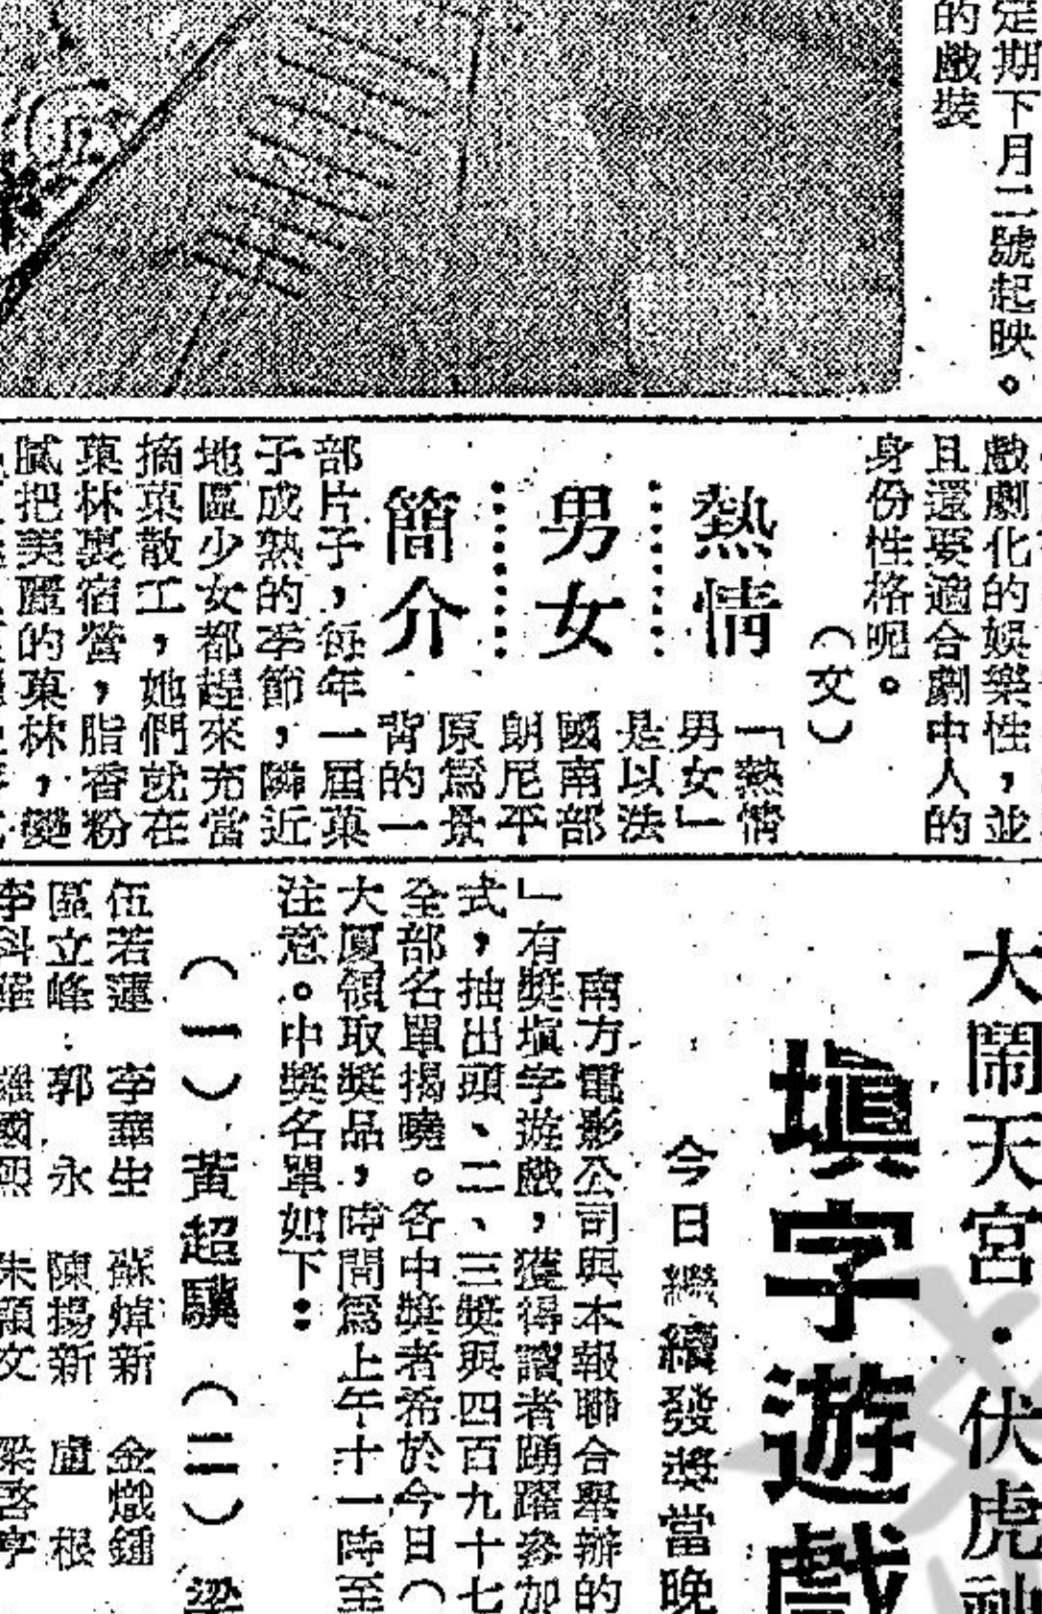 定期下月二號起映。
的戲裝
戲劇化的娛樂性，並
且還要適合劇中人的
身份性格呢。
（文）
熱情
男女
簡介
「熱情
男女」
是以法
國南部
朗尼平
原為景
背的一
部片子，每年一屆菓
子成熟的季節，隣近
地區少女都趕來充當
摘菓散工，她們就在
菓林裏宿營，脂香粉
膩把美麗的菓林，變
大鬧天宮·伏虎
填字遊戲
今日繼續發獎當晚
南方電影公司與本報聯合舉辦的
」有獎填字遊戲，獲得讀者踴躍參加
式，抽出頭、二、三獎與四百九十七
全部名單揭曉。各中獎者希於今日（
大厦領取獎品，時間為上午十一時至
注意。中獎名單如下：
（一）黃超驥（二）梁
伍若蓮 李華生 蘇焯新 金熾鍾
區立峰 郭永 陳揚新 盧根
國熙 朱穎文 梁啓亨